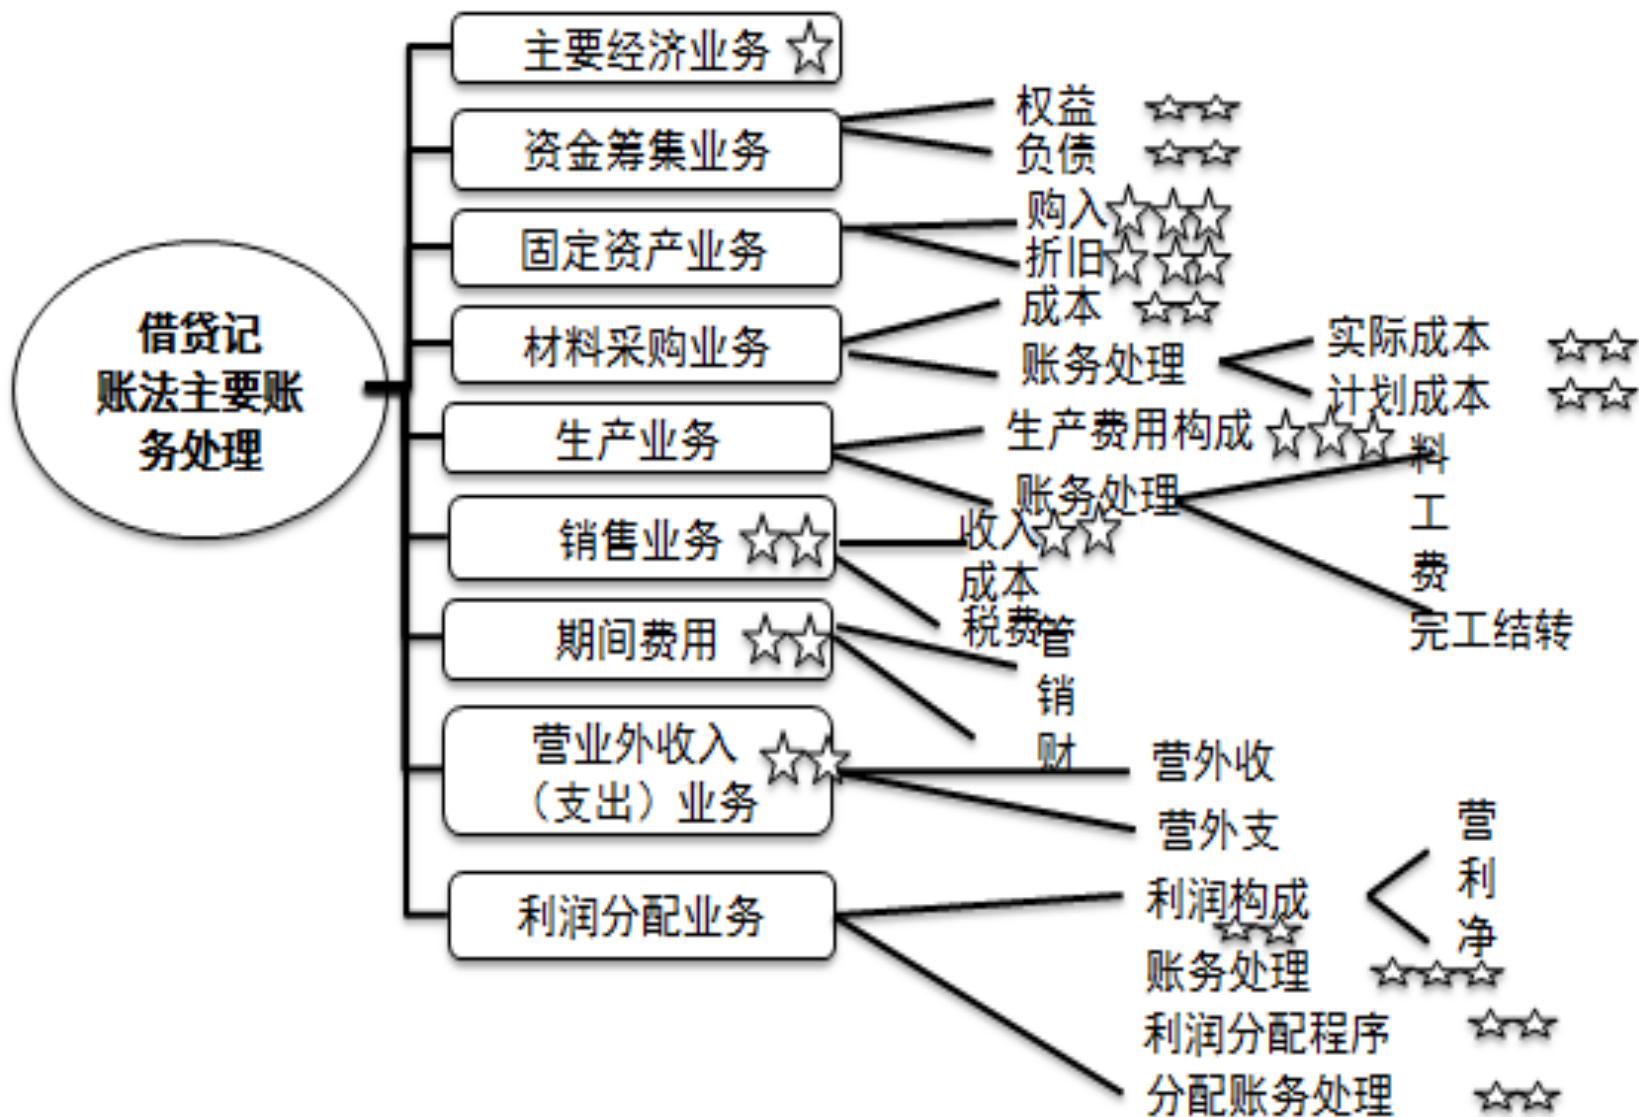 借贷记
账法主要账
务处理
主要经济业务
资金筹集业务
权益
负债
固定资产业务
购入
折旧
材料采购业务
成本
账务处理
实际成本
计划成本
生产业务
生产费用构成
账务处理
料
工
费
完工结转
销售业务
收入
成本
税费
期间费用
管
销
财
营业外收入
（支出）业务
营外收
营外支
利润分配业务
利润构成
营
利
净
账务处理
利润分配程序
分配账务处理